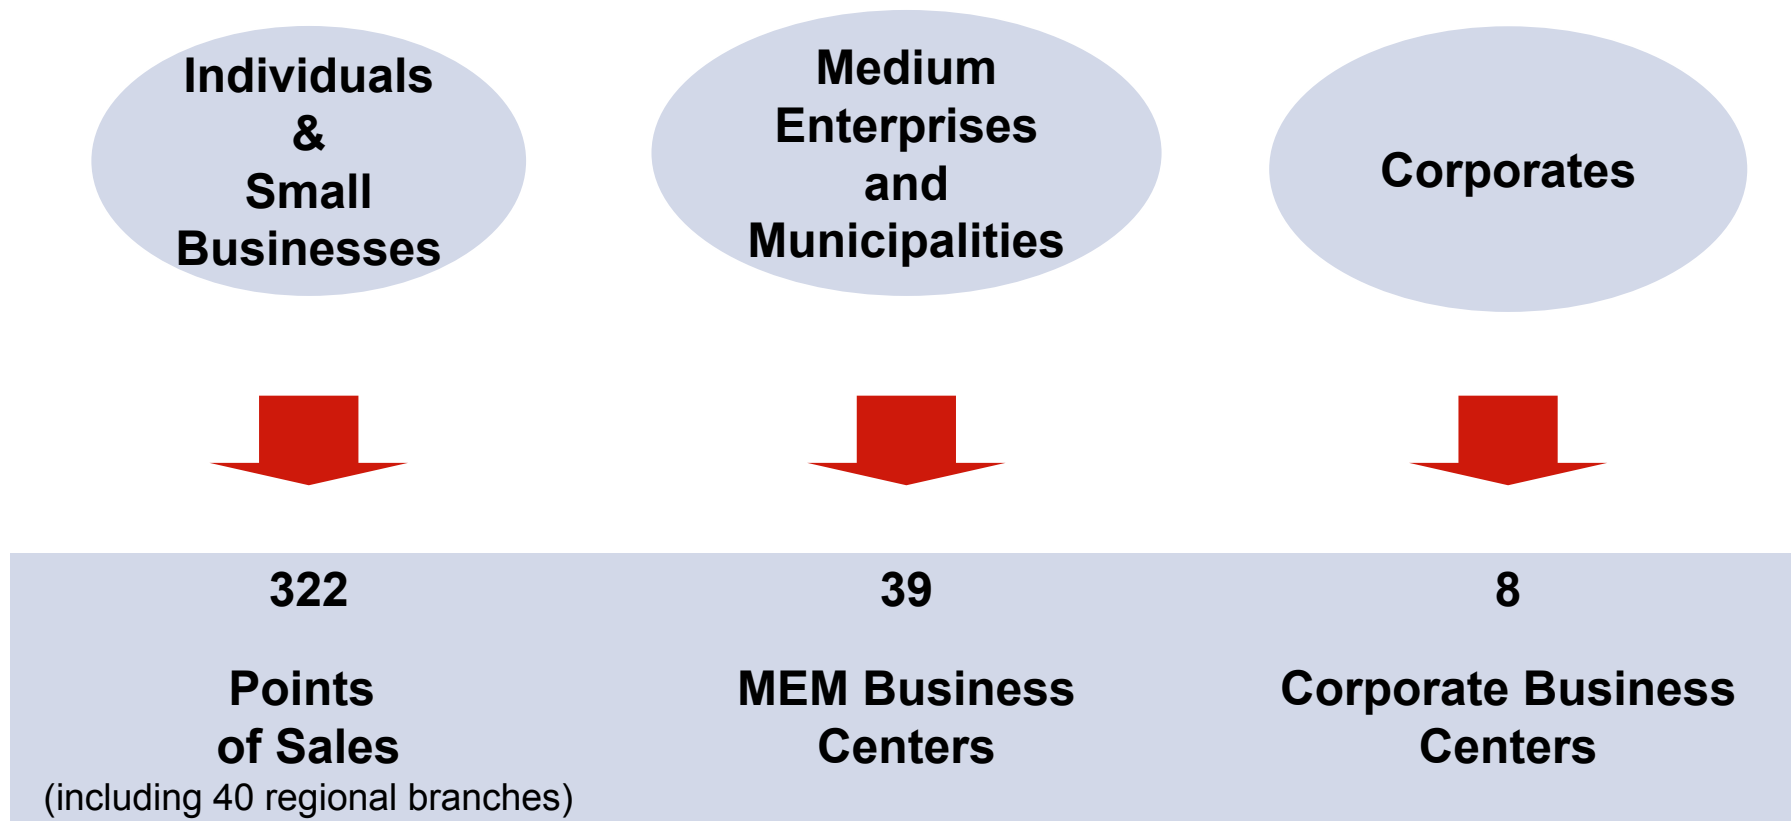 Individuals
&
Small
Businesses
Medium
Enterprises
and
Municipalities
Corporates
322
Points
of Sales
(including 40 regional branches)
39
MEM Business
Centers
8
Corporate Business
Centers